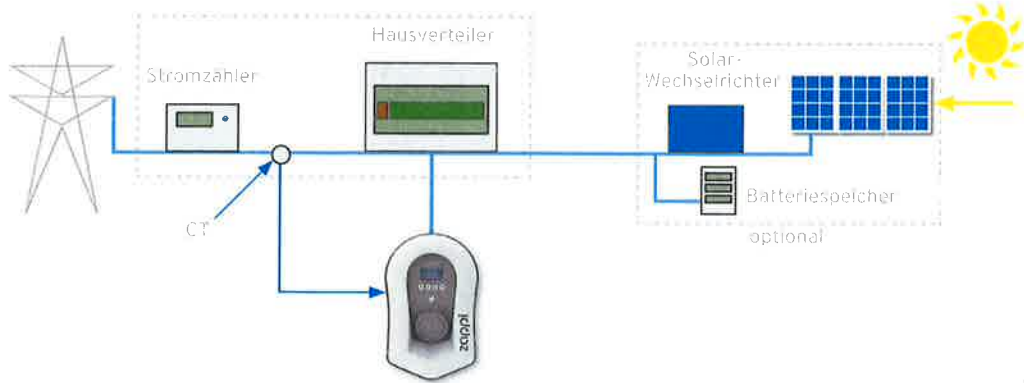 Hausverteiler
Stromzähler
Solar-
Wechselrichter
CT
Batteriespeicher
optional
zappi